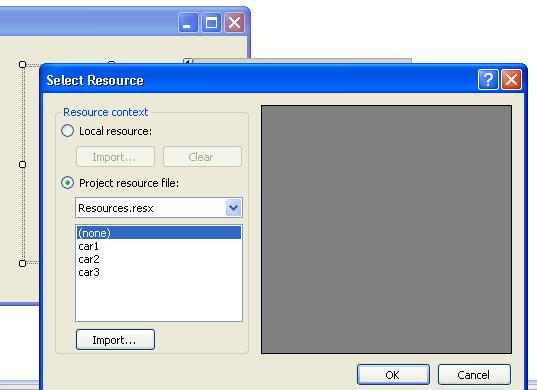 Select Resource
Resource context
Local resource:
Import... Clear
Project resource file:
Resources.resx
(none)
car1
car2
car3
Import...
OK Cancel